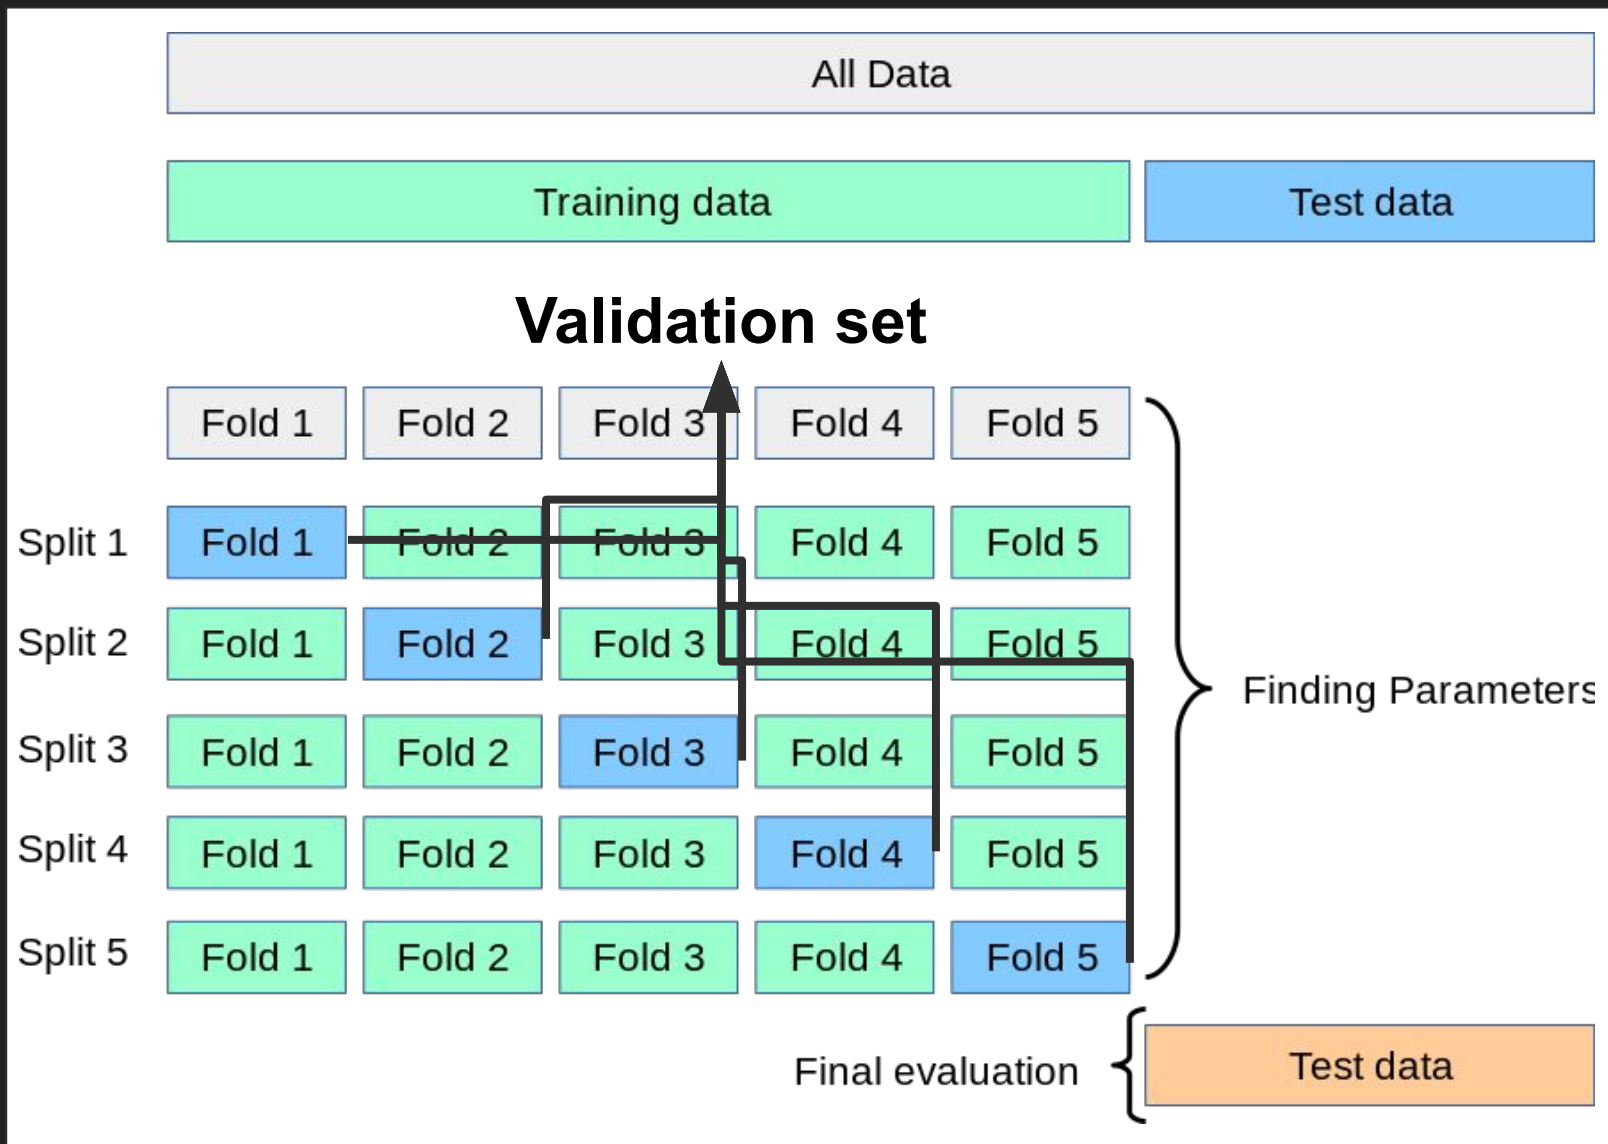 All Data
Training data Test data
Validation set
Fold 1 Fold 2 Fold 3 Fold 4 Fold 5
Split 1 Fold 1 Fold 2 Fold 3 Fold 4 Fold 5
Split 2 Fold 1 Fold 2 Fold 3 Fold 4 Fold 5
Finding Parameters
Split 3 Fold 1 Fold 2 Fold 3 Fold 4 Fold 5
Split 4 Fold 1 Fold 2 Fold 3 Fold 4 Fold 5
Split 5 Fold 1 Fold 2 Fold 3 Fold 4 Fold 5
Final evaluation Test data